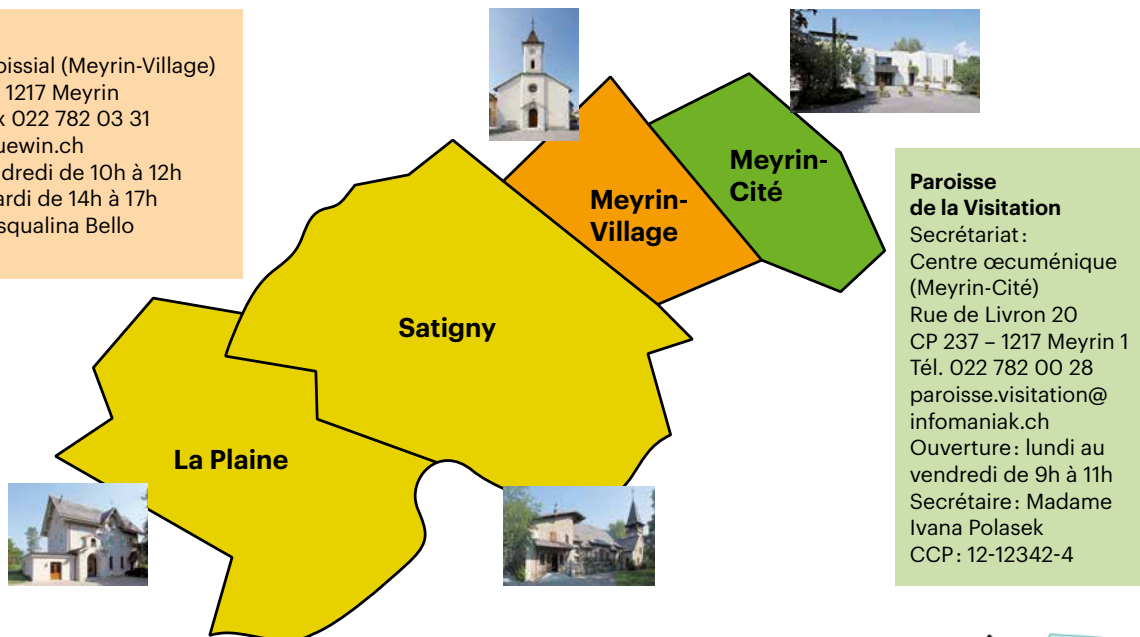 oissial (Meyrin-Village)
1217 Meyrin
022 782 03 31
uewin.ch
dredi de 10h à 12h
ardi de 14h à 17h
squalina Bello
Meyrin-
Cité
Meyrin-
Village
Satigny
La Plaine
Paroisse
de la Visitation
Secrétariat :
Centre œcuménique
(Meyrin-Cité)
Rue de Livron 20
CP 237 – 1217 Meyrin 1
Tél. 022 782 00 28
paroisse.visitation@
infomaniak.ch
Ouverture : lundi au
vendredi de 9h à 11h
Secrétaire : Madame
Ivana Polasek
CCP : 12-12342-4